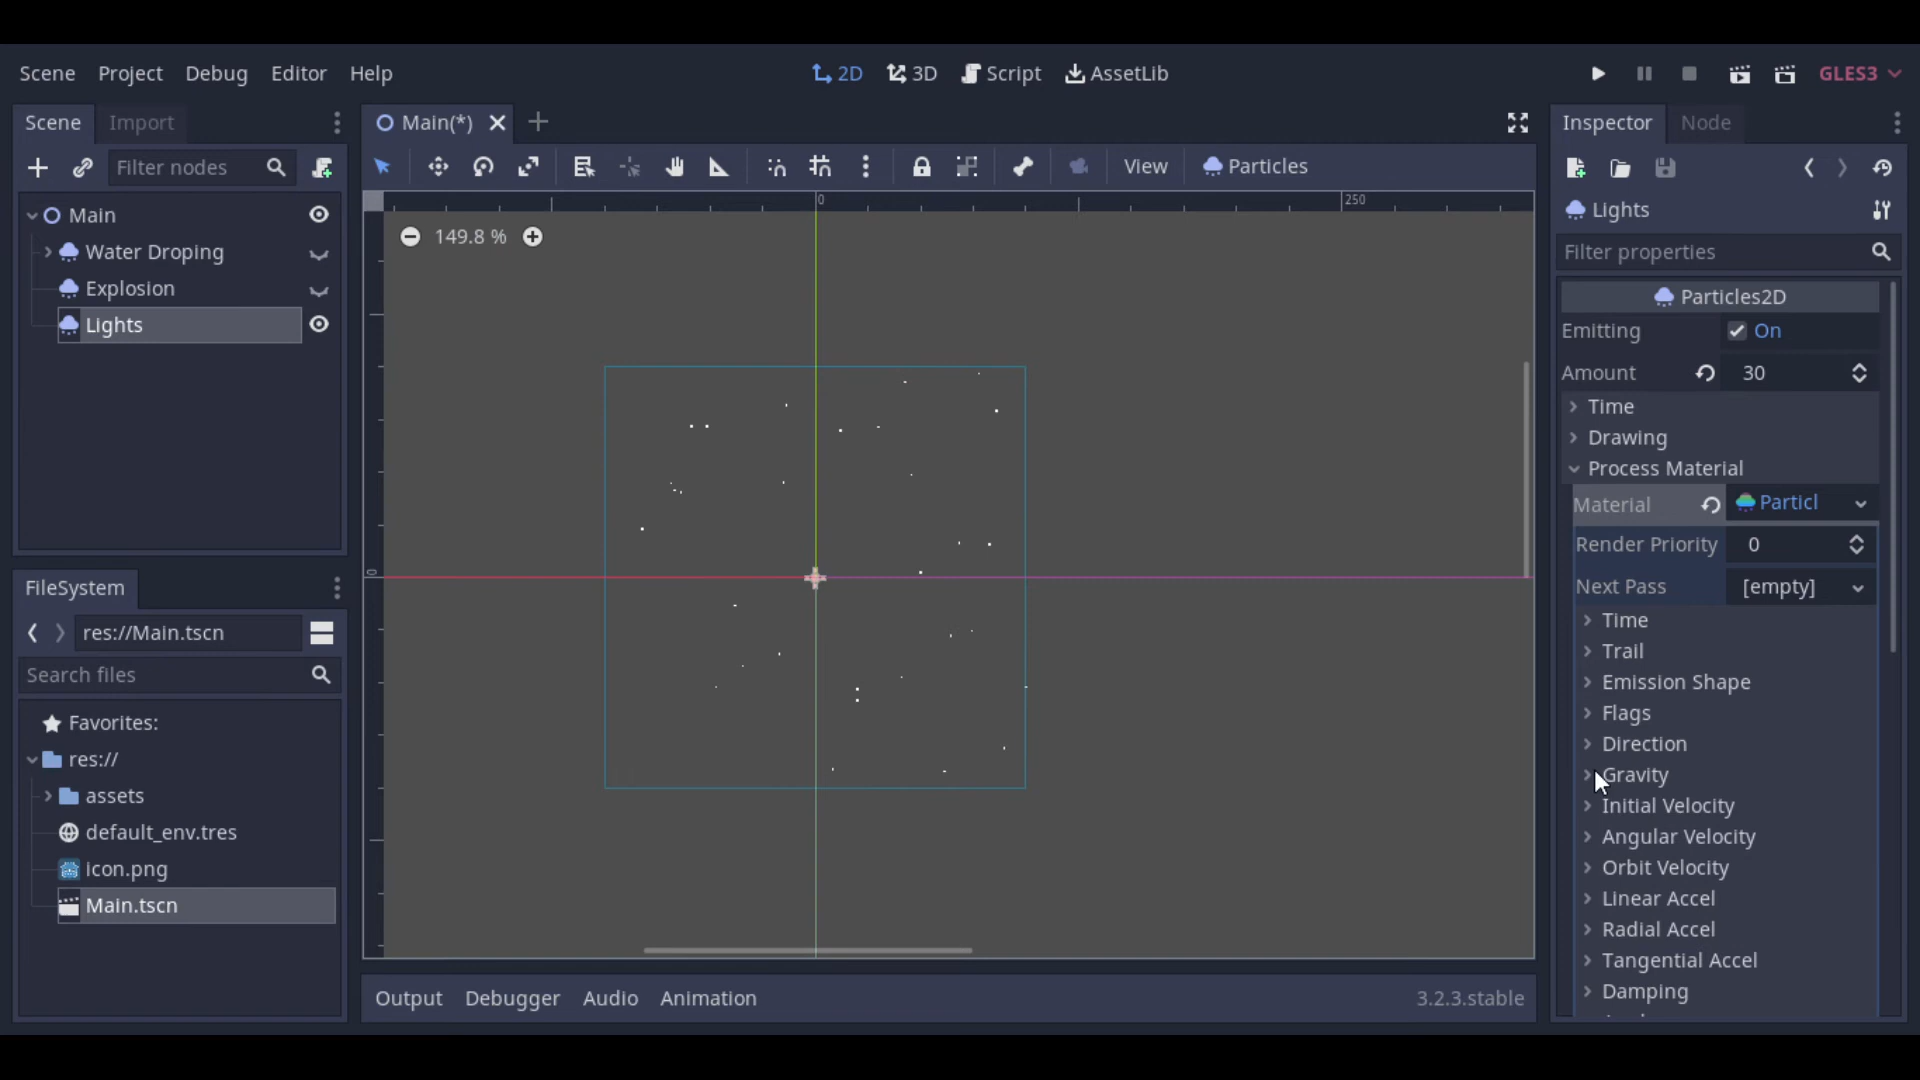 Scene Project Debug Editor Help
2D 3D Script AssetLib
GLES3
Scene Import
Filter nodes
Main
Water Droping
Explosion
Lights
FileSystem
res://Main.tscn
Search files
Favorites:
res://
assets
default_env.tres
icon.png
Main.tscn
Main(*)
View Particles
0 250
149.8 %
0
Output Debugger Audio Animation 3.2.3.stable
Inspector Node
Lights
Filter properties
Particles2D
Emitting On
Amount 30
Time
Drawing
Process Material
Material Particl
Render Priority 0
Next Pass [empty]
Time
Trail
Emission Shape
Flags
Direction
Gravity
Initial Velocity
Angular Velocity
Orbit Velocity
Linear Accel
Radial Accel
Tangential Accel
Damping